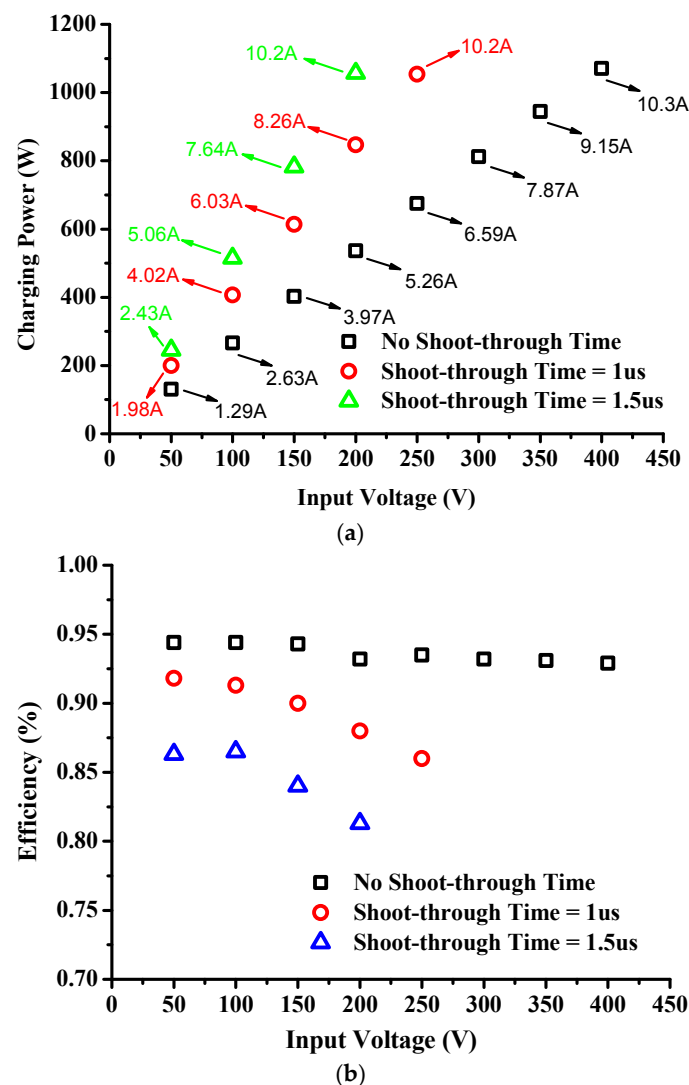 1200
1000
800
600
400
200
0
Charging Power (W)
10.2A
10.2A
10.3A
8.26A
9.15A
7.64A
7.87A
6.03A
6.59A
5.06A
5.26A
4.02A
3.97A
2.43A
2.63A
1.98A
1.29A
No Shoot-through Time
Shoot-through Time = 1us
Shoot-through Time = 1.5us
0 50 100 150 200 250 300 350 400 450
Input Voltage (V)
(a)
1.00
0.95
0.90
0.85
0.80
0.75
0.70
Efficiency (%)
No Shoot-through Time
Shoot-through Time = 1us
Shoot-through Time = 1.5us
0 50 100 150 200 250 300 350 400 450
Input Voltage (V)
(b)